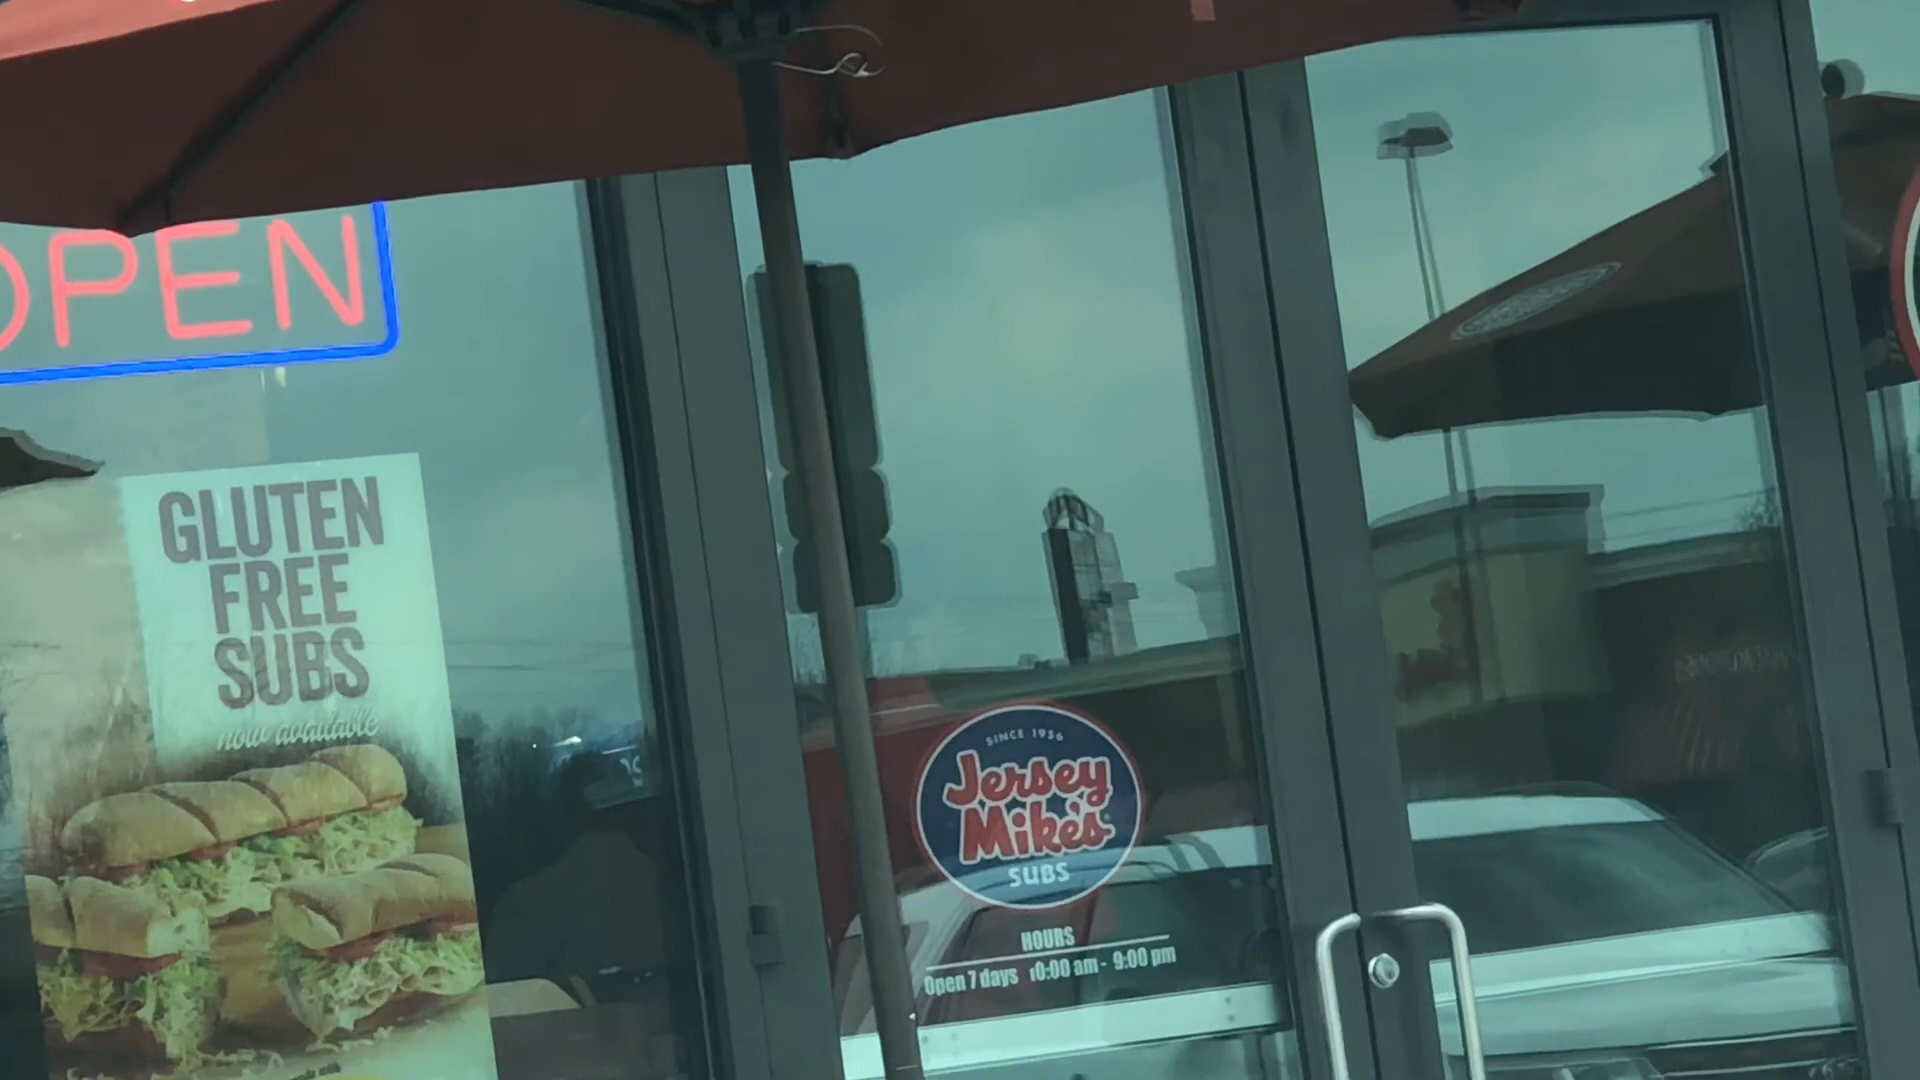 OPEN
GLUTEN
FREE
SUBS
now available
SINCE 1956
Jersey
Mike's
SUBS
HOURS
Open 7 days 10:00 am - 9:00 pm